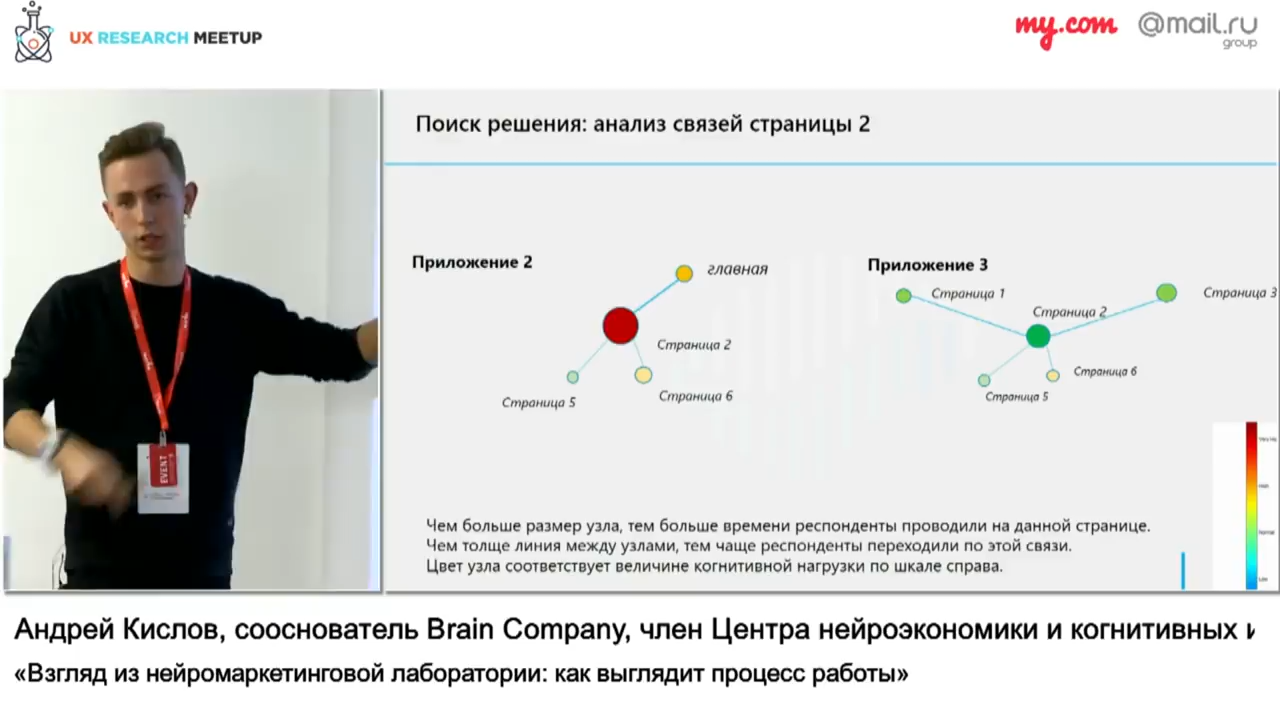 UX RESEARCH MEETUP
my.com @mail.ru
group
Поиск решения: анализ связей страницы 2
Приложение 2
главная
Страница 2
Страница 5
Страница 6
Приложение 3
Страница 1
Страница 3
Страница 2
Страница 6
Страница 5
Чем больше размер узла, тем больше времени респонденты проводили на данной странице.
Чем толще линия между узлами, тем чаще респонденты переходили по этой связи.
Цвет узла соответствует величине когнитивной нагрузки по шкале справа.
EVENT
Андрей Кислов, сооснователь Brain Company, член Центра нейроэкономики и когнитивных
«Взгляд из нейромаркетинговой лаборатории: как выглядит процесс работы»